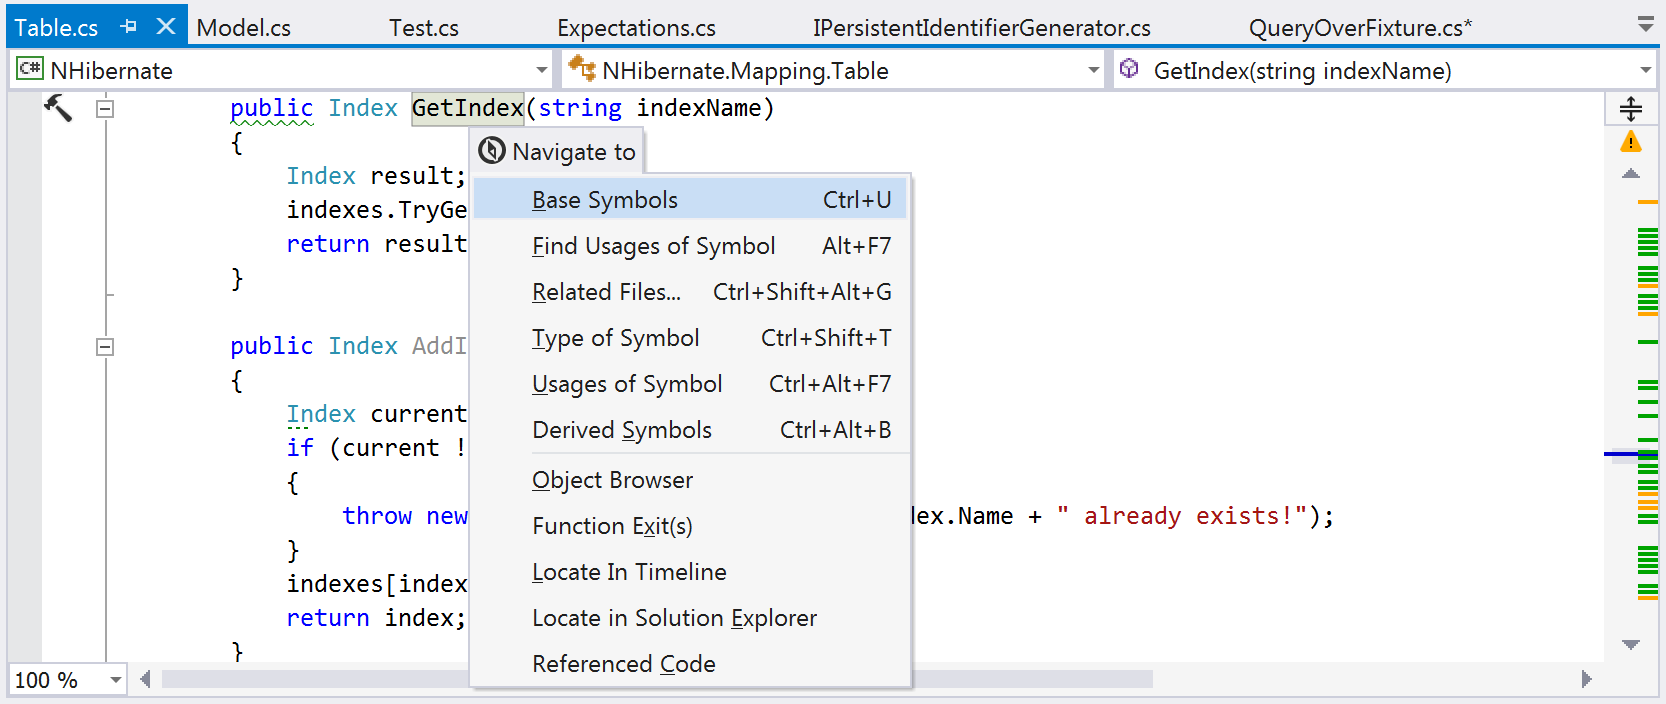 Table.cs Model.cs Test.cs Expectations.cs IPersistentIdentifierGenerator.cs QueryOverFixture.cs*
C# NHibernate NHibernate.Mapping.Table GetIndex(string indexName)
public Index GetIndex(string indexName)
{
Navigate to
Index result;
Base Symbols Ctrl+U
indexes.TryGe
Find Usages of Symbol Alt+F7
return result
}
Related Files... Ctrl+Shift+Alt+G
Type of Symbol Ctrl+Shift+T
public Index AddI
{
Usages of Symbol Ctrl+Alt+F7
Index current
Derived Symbols Ctrl+Alt+B
if (current !
{
Object Browser
throw new dex.Name + " already exists!");
Function Exit(s)
}
Locate In Timeline
indexes[index
Locate in Solution Explorer
return index;
}
Referenced Code
100 %